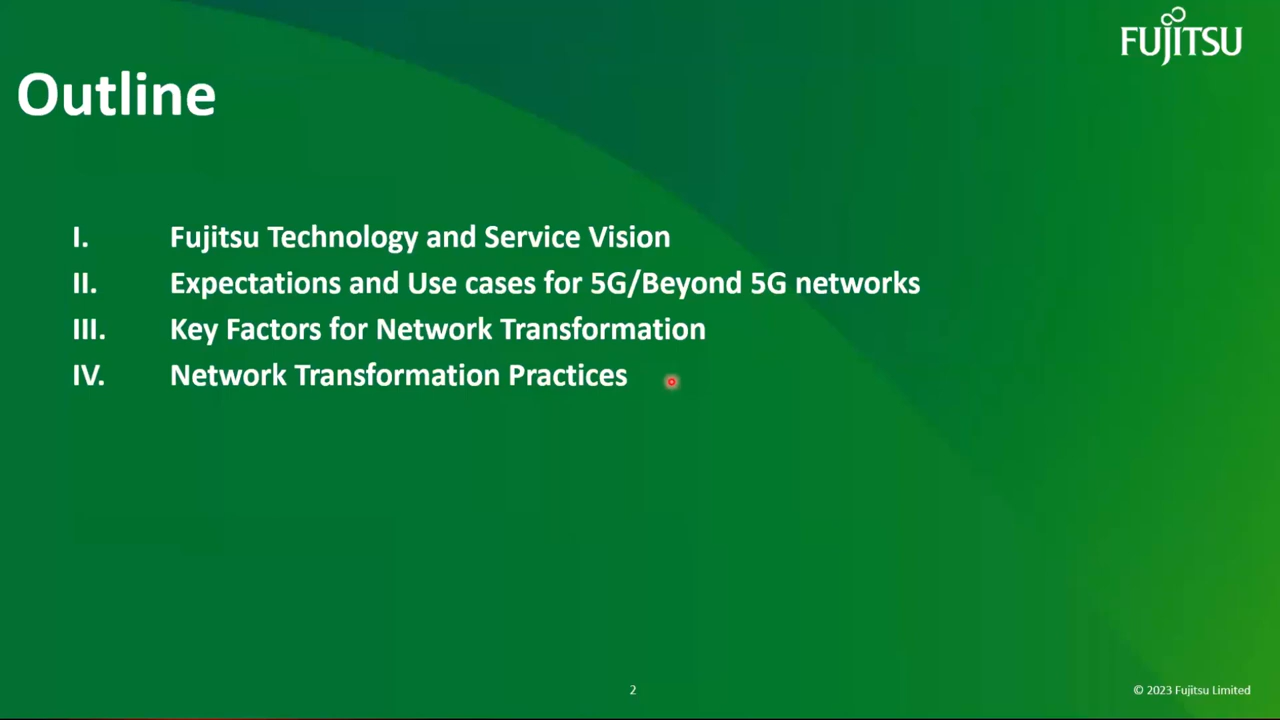 FUJITSU
Outline
I. Fujitsu Technology and Service Vision
II. Expectations and Use cases for 5G/Beyond 5G networks
III. Key Factors for Network Transformation
IV. Network Transformation Practices
2
© 2023 Fujitsu Limited